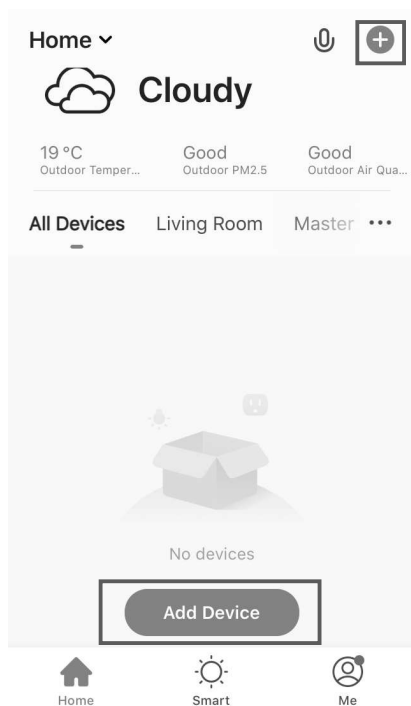 Home
Cloudy
19 °C Good Good
Outdoor Temper... Outdoor PM2.5 Outdoor Air Qua...
All Devices Living Room Master ...
No devices
Add Device
Home Smart Me